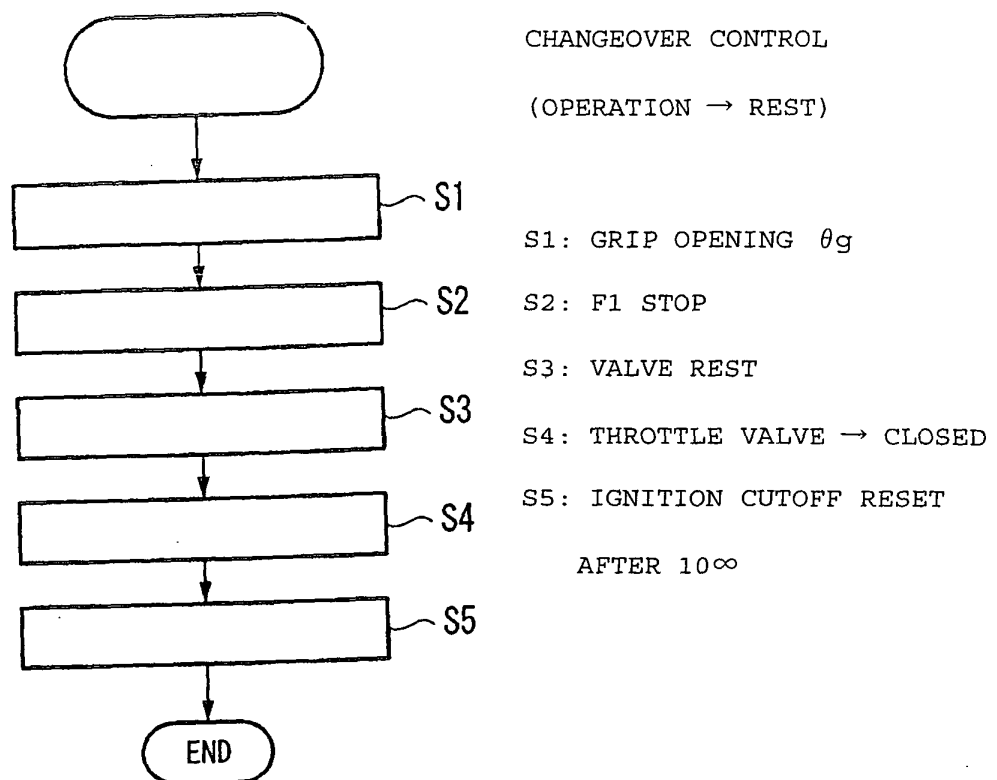 CHANGEOVER CONTROL
(OPERATION → REST)
S1
S2
S3
S4
S5
END
S1: GRIP OPENING θg
S2: F1 STOP
S3: VALVE REST
S4: THROTTLE VALVE → CLOSED
S5: IGNITION CUTOFF RESET
AFTER 10∞